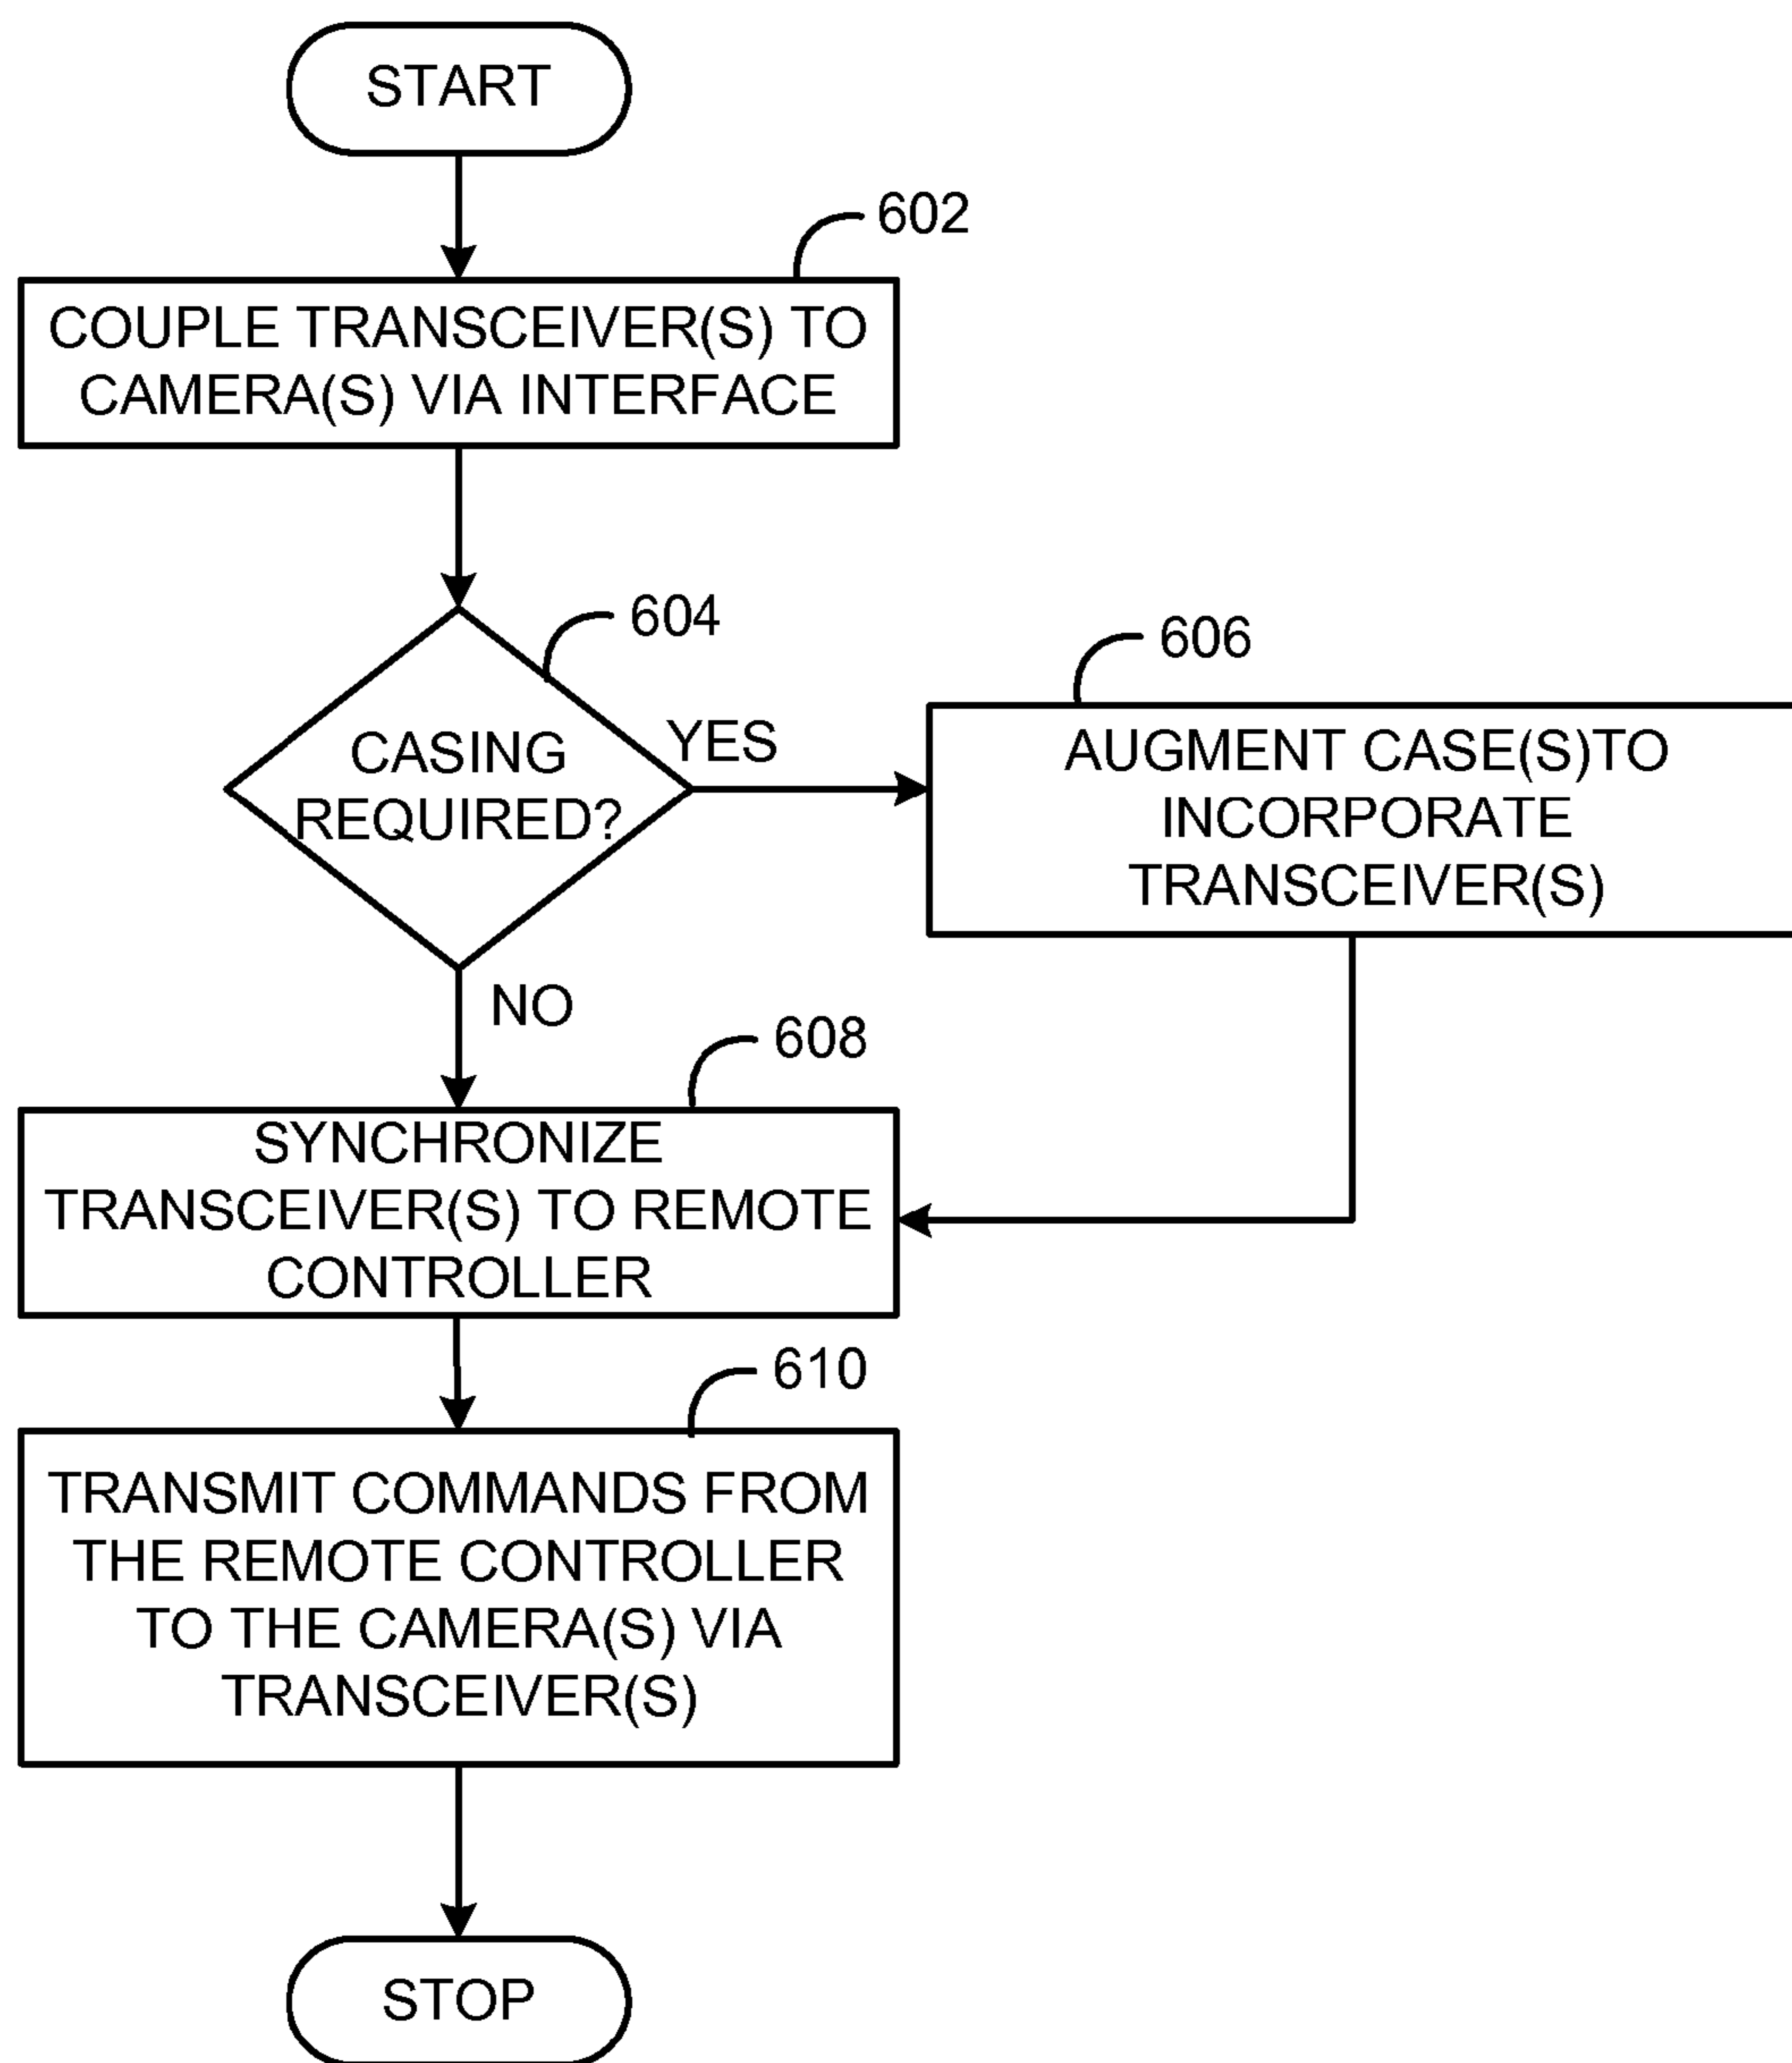 START
602
COUPLE TRANSCEIVER(S) TO
CAMERA(S) VIA INTERFACE
604
CASING
REQUIRED?
YES
606
AUGMENT CASE(S)TO
INCORPORATE
TRANSCEIVER(S)
NO
608
SYNCHRONIZE
TRANSCEIVER(S) TO REMOTE
CONTROLLER
610
TRANSMIT COMMANDS FROM
THE REMOTE CONTROLLER
TO THE CAMERA(S) VIA
TRANSCEIVER(S)
STOP